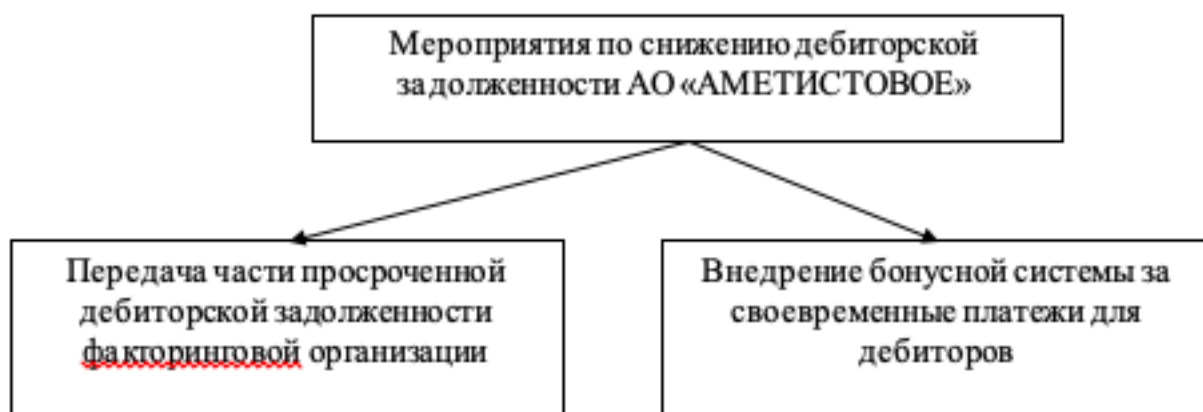 Мероприятия по снижению дебиторской
задолженности АО «АМЕТИСТОВОЕ»
Передача части просроченной
дебиторской задолженности
факторинговой организации
Внедрение бонусной системы за
своевременные платежи для
дебиторов